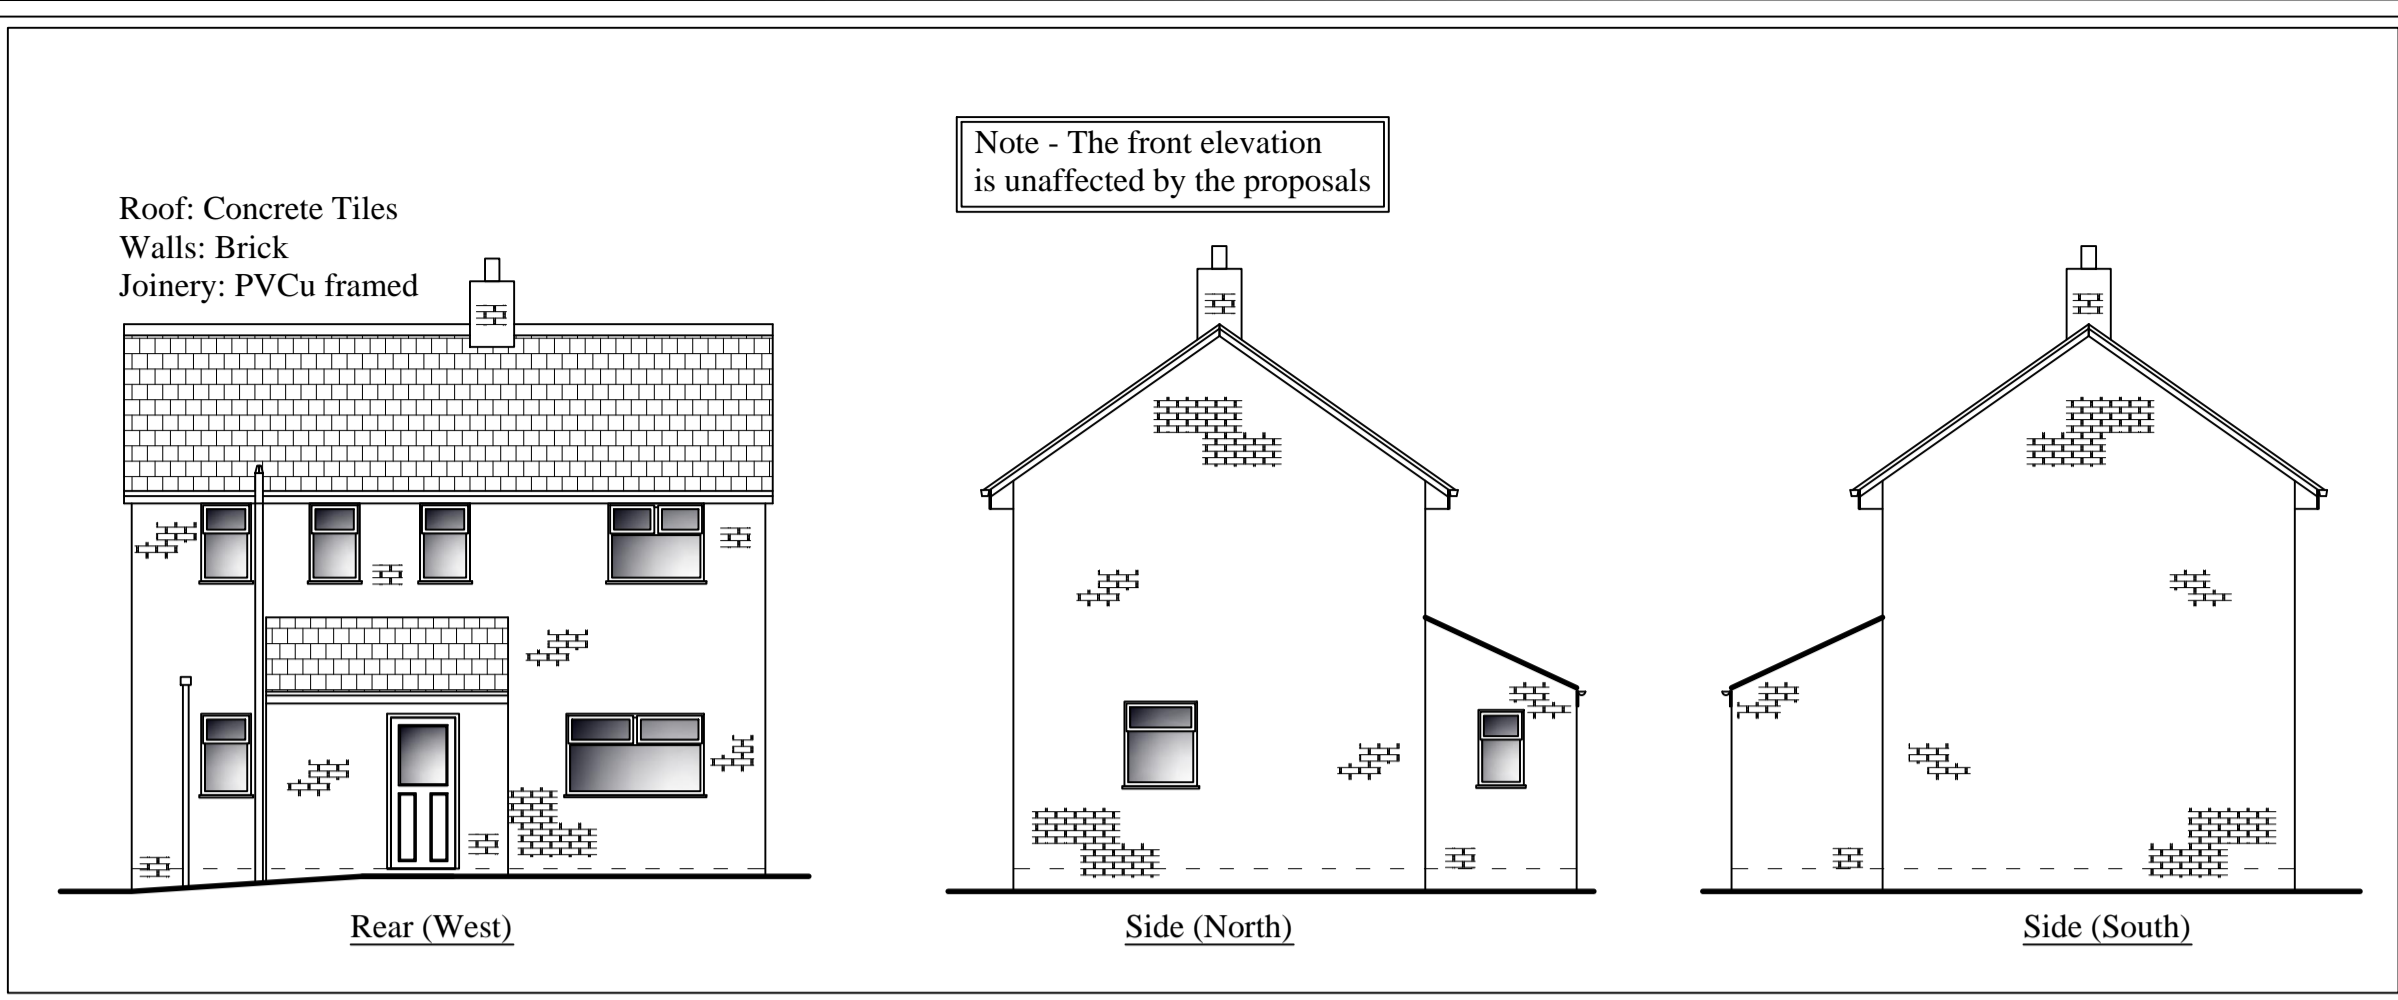 Note - The front elevation
is unaffected by the proposals
Roof: Concrete Tiles
Walls: Brick
Joinery: PVCu framed
Rear (West)
Side (North)
Side (South)